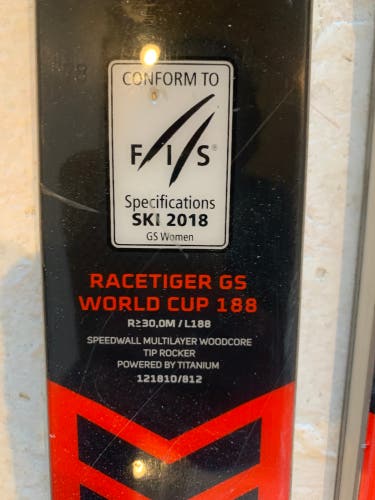 CONFORM TO
FIS®
Specifications
SKI 2018
GS Women
RACETIGER GS
WORLD CUP 188
R≥30,0M / L188
SPEEDWALL MULTILAYER WOODCORE
TIP ROCKER
POWERED BY TITANIUM
121810/812